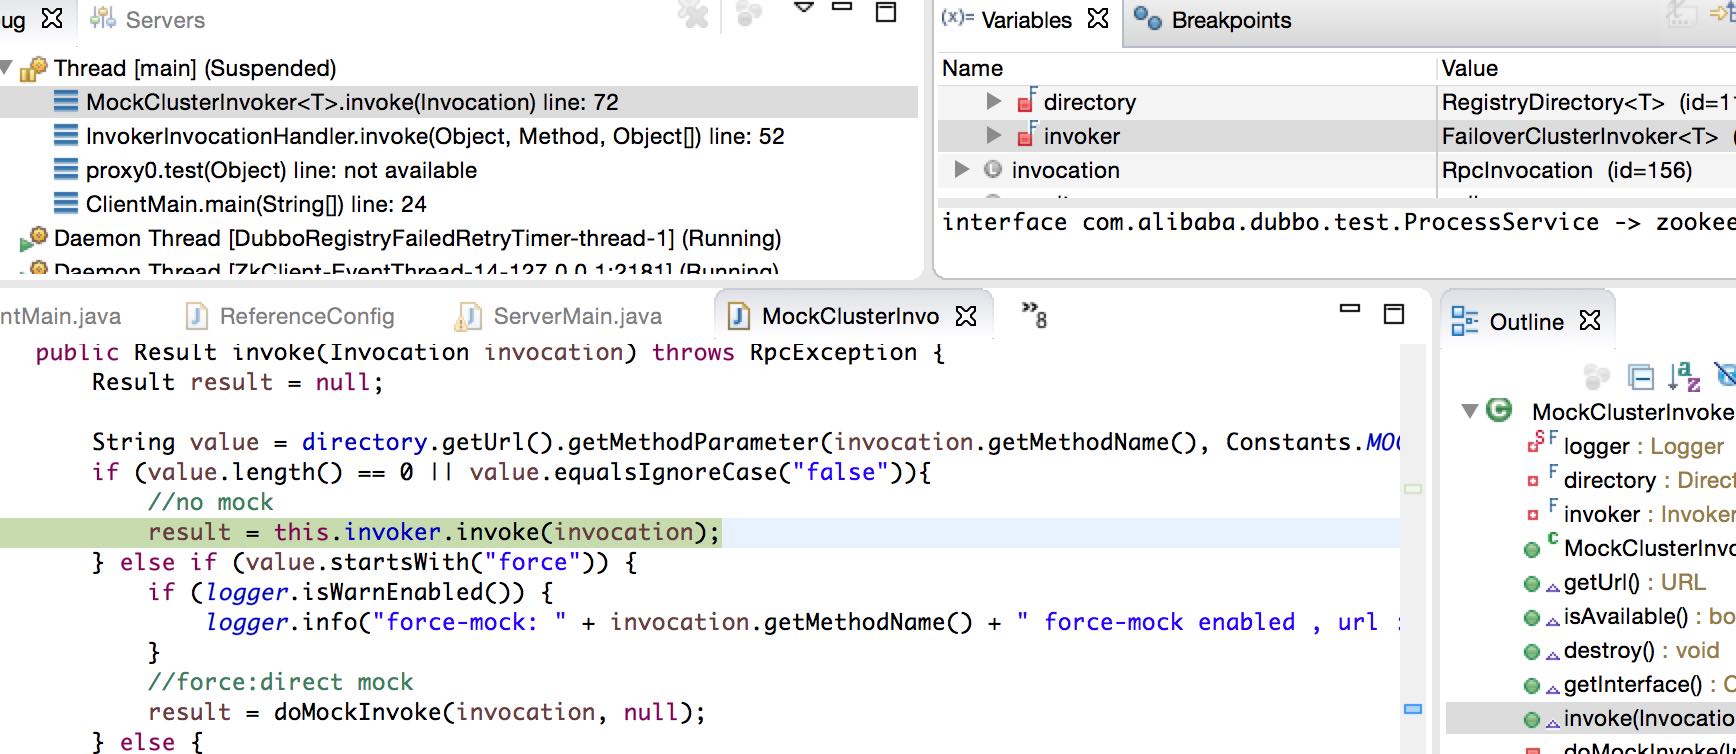 ug Servers
Thread [main] (Suspended)
MockClusterInvoker<T>.invoke(Invocation) line: 72
InvokerInvocationHandler.invoke(Object, Method, Object[]) line: 52
proxy0.test(Object) line: not available
ClientMain.main(String[]) line: 24
Daemon Thread [DubboRegistryFailedRetryTimer-thread-1] (Running)
Daemon Thread [ZkClient-EventThread-14-127.0.0.1:2181] (Running)
(x)= Variables Breakpoints
Name Value
directory RegistryDirectory<T> (id=11
invoker FailoverClusterInvoker<T> (
invocation RpcInvocation (id=156)
interface com.alibaba.dubbo.test.ProcessService -> zookee
ntMain.java ReferenceConfig ServerMain.java MockClusterInvo »8
public Result invoke(Invocation invocation) throws RpcException {
Result result = null;
String value = directory.getUrl().getMethodParameter(invocation.getMethodName(), Constants.MOC
if (value.length() == 0 || value.equalsIgnoreCase("false")){
//no mock
result = this.invoker.invoke(invocation);
} else if (value.startsWith("force")) {
if (logger.isWarnEnabled()) {
logger.info("force-mock: " + invocation.getMethodName() + " force-mock enabled , url :
}
//force:direct mock
result = doMockInvoke(invocation, null);
} else {
Outline
MockClusterInvoke
logger : Logger
directory : Direct
invoker : Invoker
MockClusterInvo
getUrl() : URL
isAvailable() : bo
destroy() : void
getInterface() : C
invoke(Invocatio
doMockInvoke(I